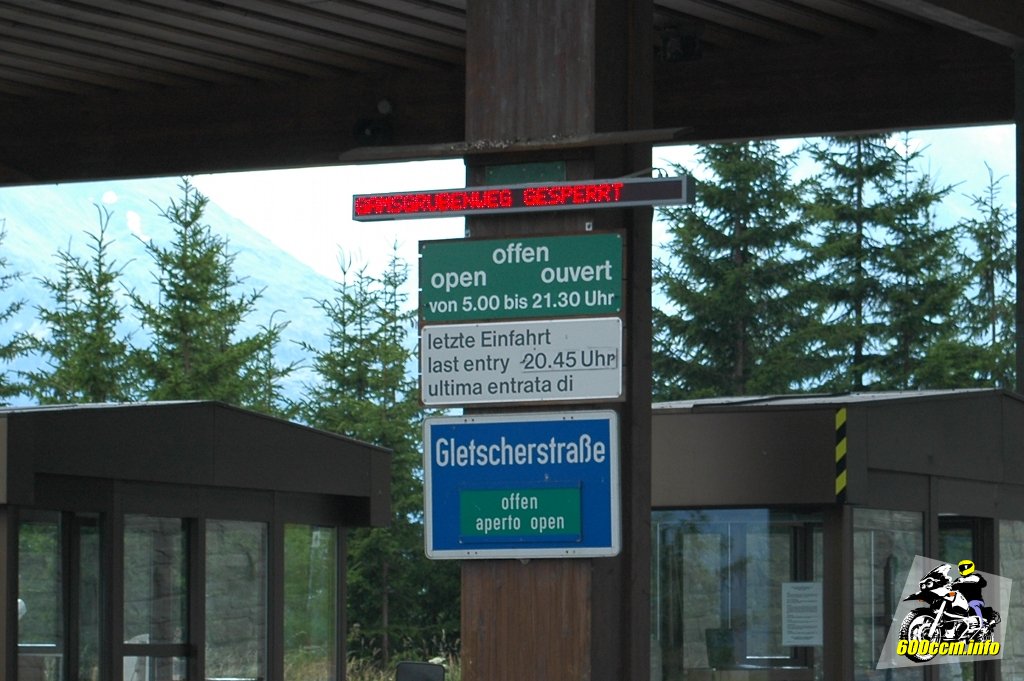 GAMSGRUBENWEG GESPERRT
offen
open ouvert
von 5.00 bis 21.30 Uhr
letzte Einfahrt
last entry 20.45 Uhr
ultima entrata di
Gletscherstraße
offen
aperto open
600ccm.info